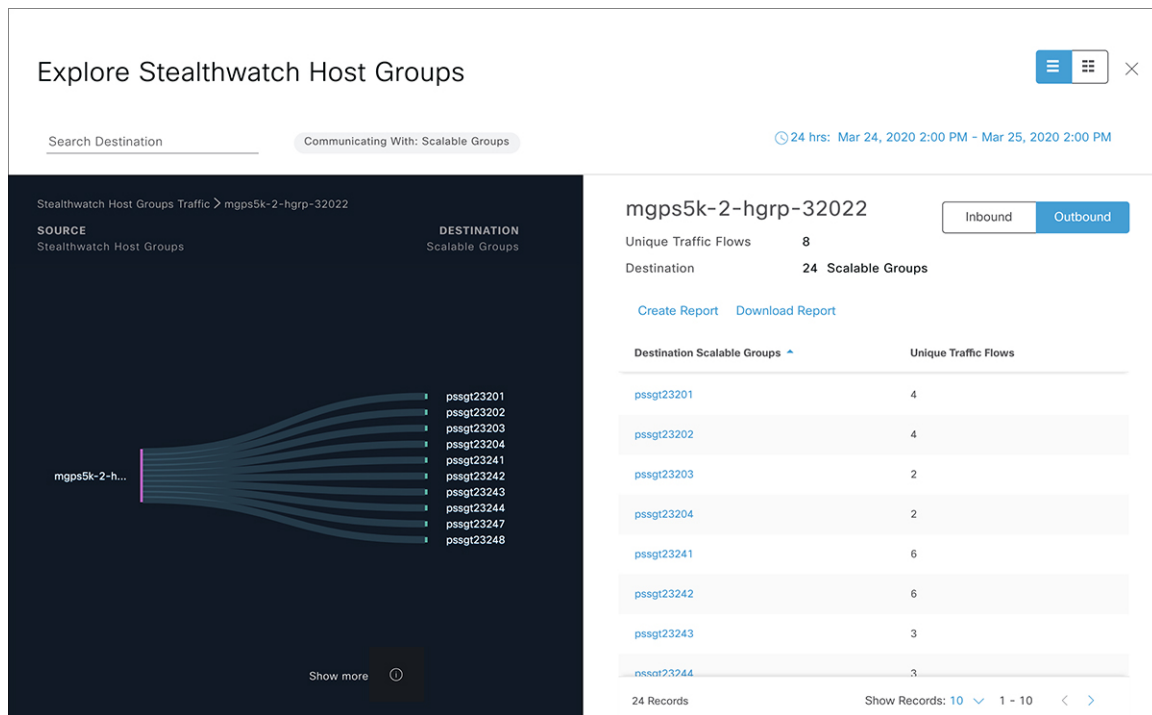 Explore Stealthwatch Host Groups
Search Destination
Communicating With: Scalable Groups
24 hrs: Mar 24, 2020 2:00 PM - Mar 25, 2020 2:00 PM
Stealthwatch Host Groups Traffic > mgps5k-2-hgrp-32022
SOURCE
Stealthwatch Host Groups
DESTINATION
Scalable Groups
mgps5k-2-h...
pssgt23201
pssgt23202
pssgt23203
pssgt23204
pssgt23241
pssgt23242
pssgt23243
pssgt23244
pssgt23247
pssgt23248
Show more
mgps5k-2-hgrp-32022
Inbound Outbound
Unique Traffic Flows 8
Destination 24 Scalable Groups
Create Report Download Report
Destination Scalable Groups Unique Traffic Flows
pssgt23201 4
pssgt23202 4
pssgt23203 2
pssgt23204 2
pssgt23241 6
pssgt23242 6
pssgt23243 3
pssgt23244 3
24 Records Show Records: 10 1 - 10